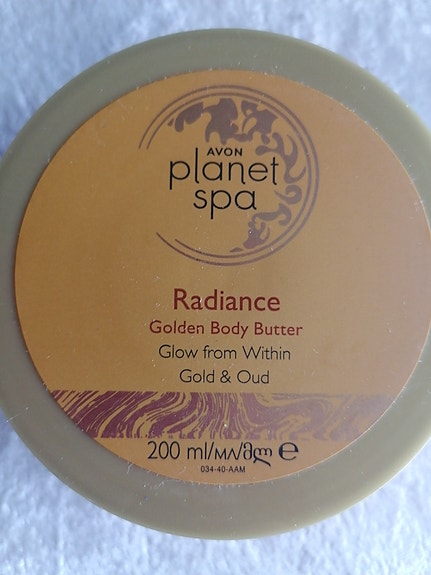 AVON
planet
spa
Radiance
Golden Body Butter
Glow from Within
Gold & Oud
200 ml/мл/მლ ℮
034-40-AAM